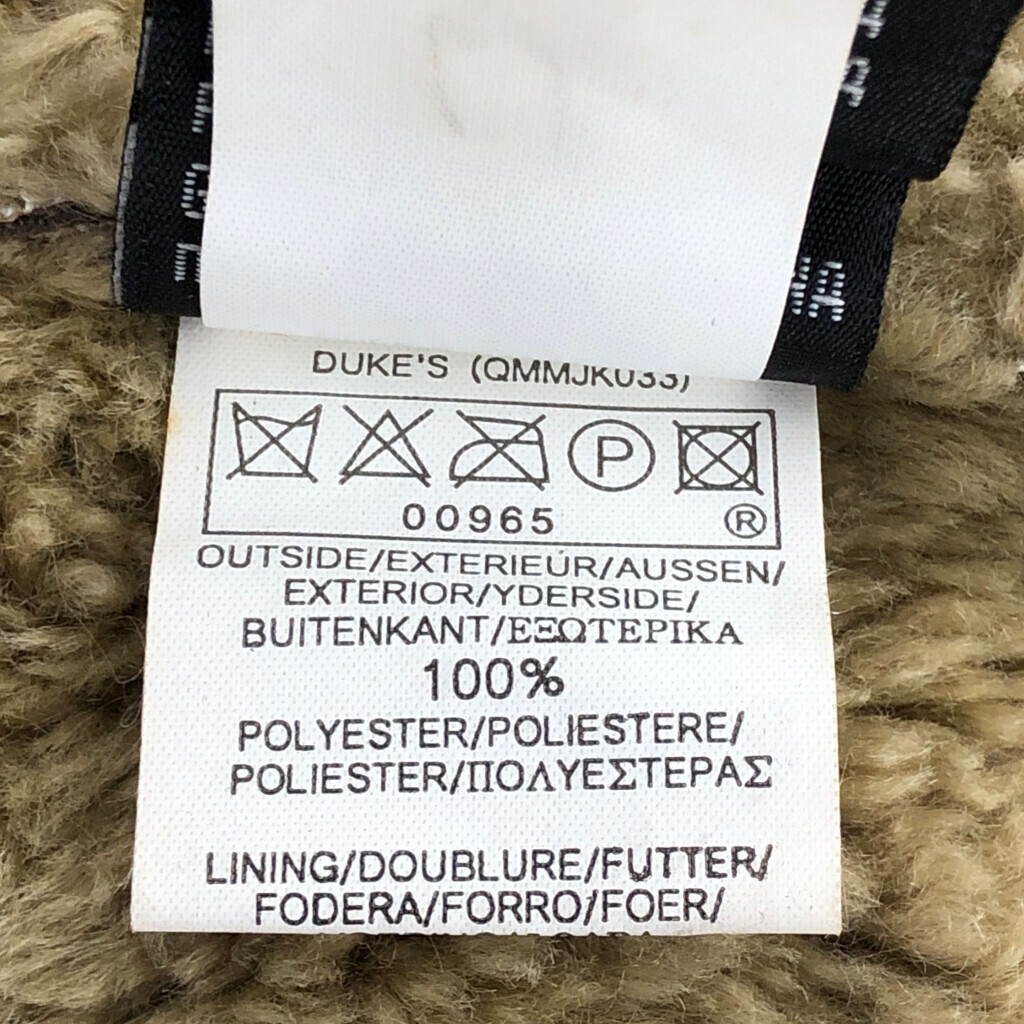 DUKE'S (QMMJK033)
P
00965 ®
OUTSIDE/EXTERIEUR/AUSSEN/
EXTERIOR/YDERSIDE/
BUITENKANT/ΕΞΩΤΕΡΙΚΑ
100%
POLYESTER/POLIESTERE/
POLIESTER/ΠΟΛΥΕΣΤΕΡΑΣ
LINING/DOUBLURE/FUTTER/
FODERA/FORRO/FOER/